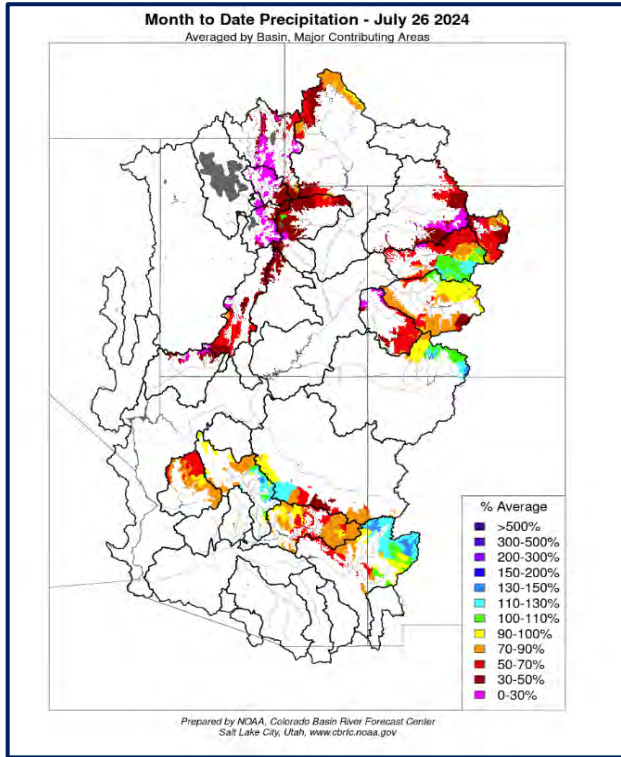 Month to Date Precipitation - July 26 2024
Averaged by Basin, Major Contributing Areas
% Average
>500%
300-500%
200-300%
150-200%
130-150%
110-130%
100-110%
90-100%
70-90%
50-70%
30-50%
0-30%
Prepared by NOAA, Colorado Basin River Forecast Center
Salt Lake City, Utah, www.cbrfc.noaa.gov